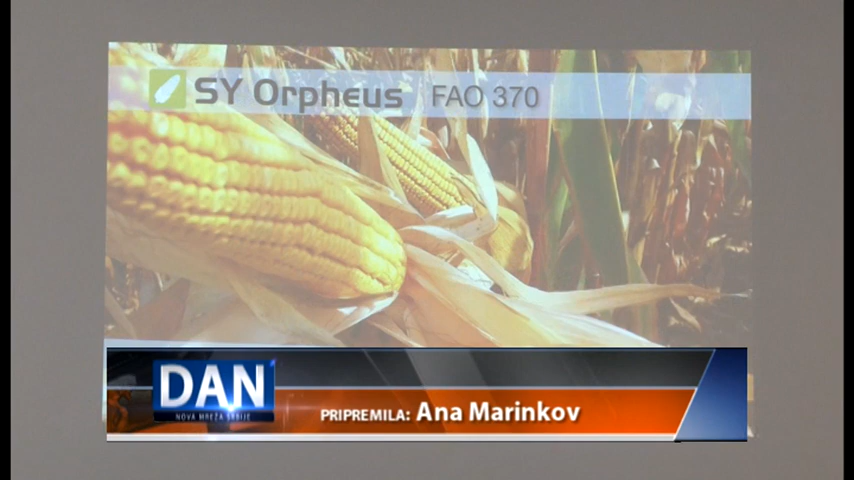 SY Orpheus FAO 370
DAN
NOVA MREŽA SRBIJE
PRIPREMILA: Ana Marinkov